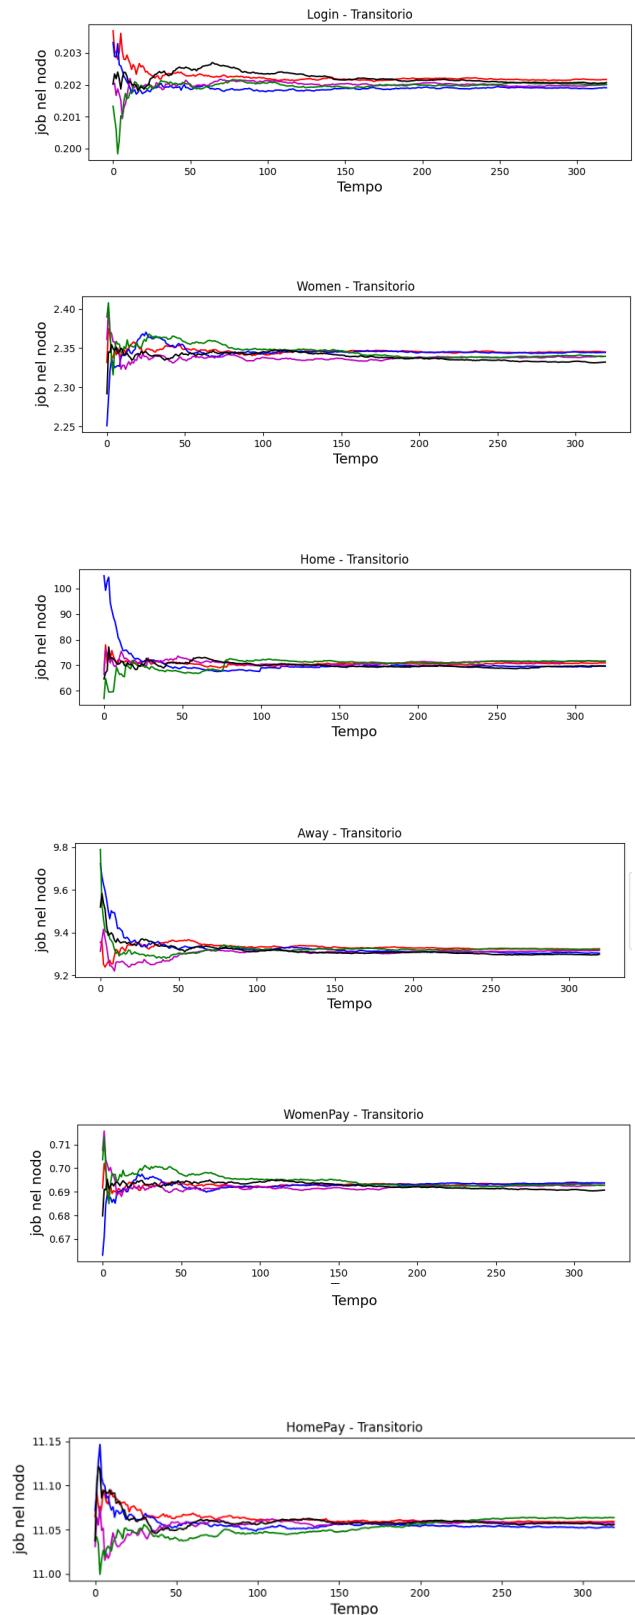 Login - Transitorio
job nel nodo
0.203
0.202
0.201
0.200
0 50 100 150 200 250 300
Tempo
Women - Transitorio
job nel nodo
2.40
2.35
2.30
2.25
0 50 100 150 200 250 300
Tempo
Home - Transitorio
job nel nodo
100
90
80
70
60
0 50 100 150 200 250 300
Tempo
Away - Transitorio
job nel nodo
9.8
9.6
9.4
9.2
0 50 100 150 200 250 300
Tempo
WomenPay - Transitorio
job nel nodo
0.71
0.70
0.69
0.68
0.67
0 50 100 150 200 250 300
Tempo
HomePay - Transitorio
job nel nodo
11.15
11.10
11.05
11.00
0 50 100 150 200 250 300
Tempo